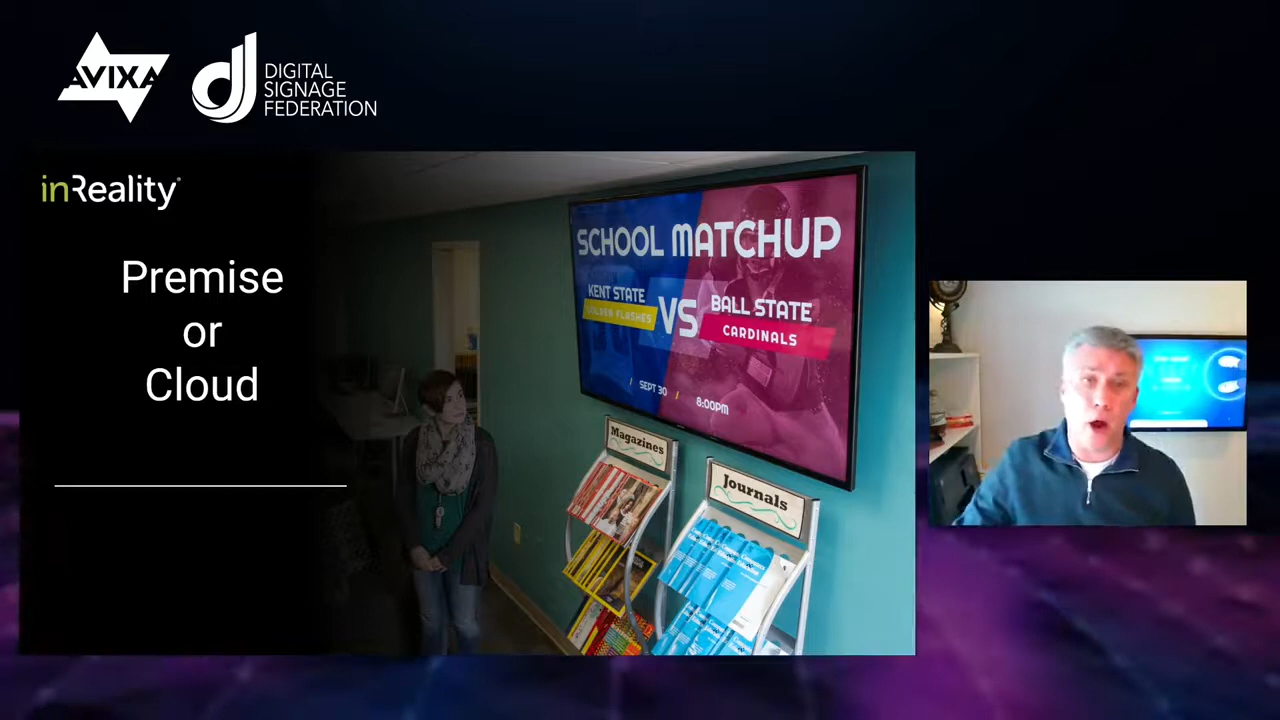 AVIXA
DIGITAL
SIGNAGE
FEDERATION
inReality
Premise
or
Cloud
SCHOOL MATCHUP
KENT STATE
GOLDEN FLASHES
VS
BALL STATE
CARDINALS
SEPT 30 / 8:00PM
Magazines
Journals